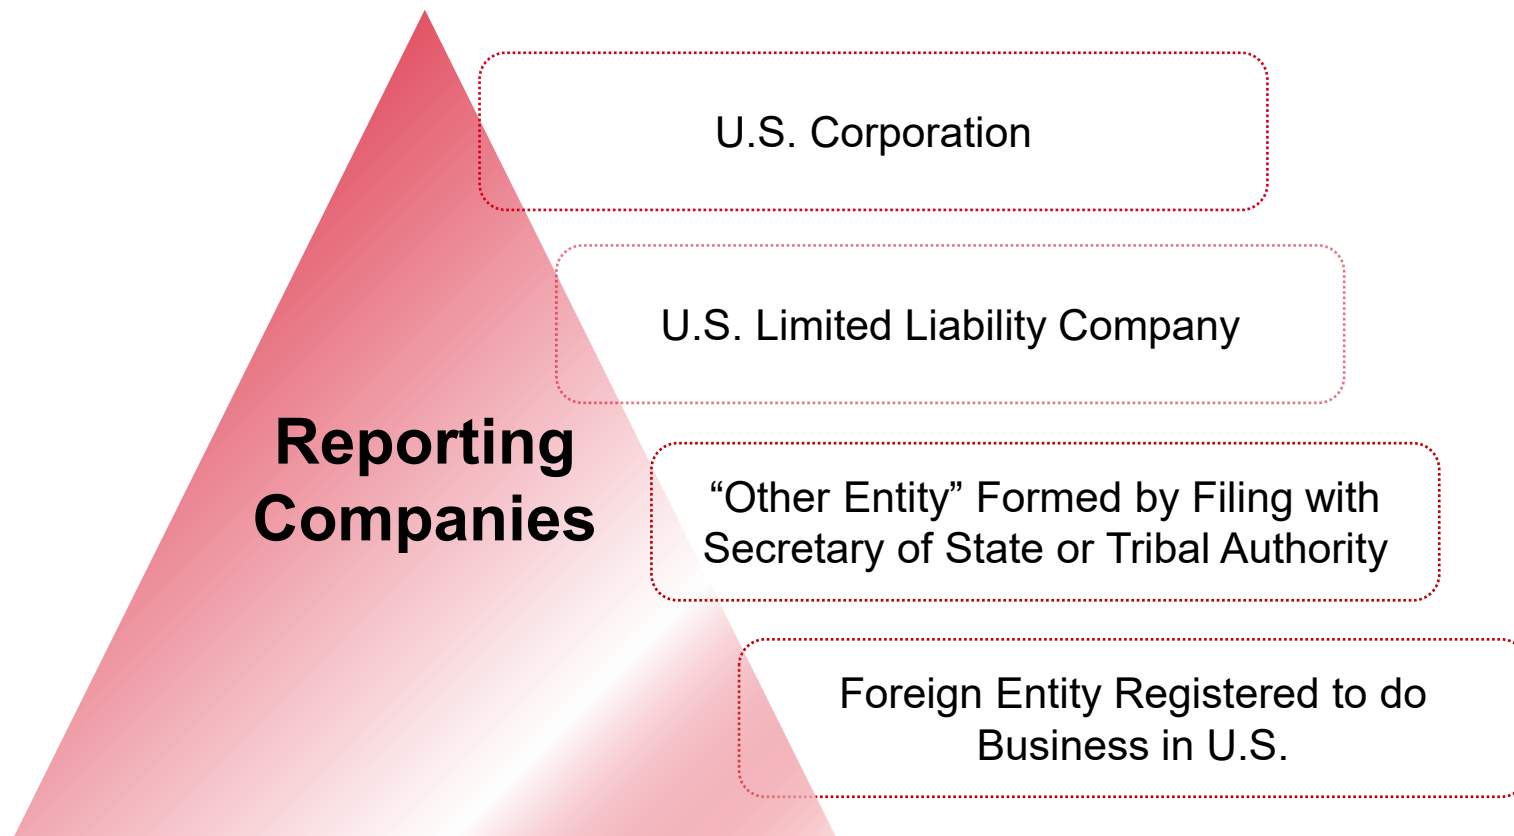 Reporting
Companies
U.S. Corporation
U.S. Limited Liability Company
“Other Entity” Formed by Filing with
Secretary of State or Tribal Authority
Foreign Entity Registered to do
Business in U.S.